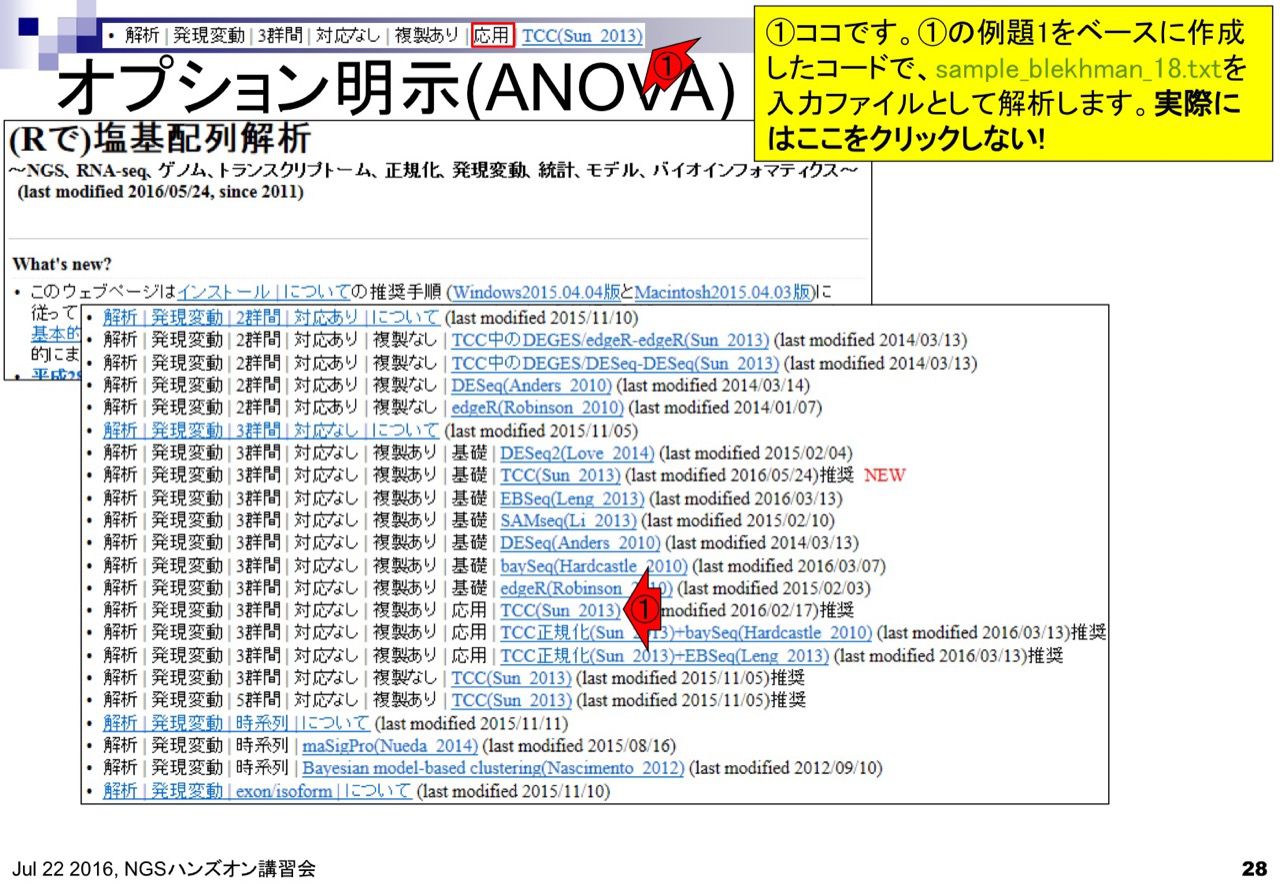 • 解析 | 発現変動 | 3群間 | 対応なし | 複製あり | 応用 | TCC(Sun_2013)
①
オプション明示(ANOVA)
①ココです。①の例題1をベースに作成
したコードで、sample_blekhman_18.txtを
入力ファイルとして解析します。実際に
はここをクリックしない!
(Rで)塩基配列解析
～NGS、RNA-seq、ゲノム、トランスクリプトーム、正規化、発現変動、統計、モデル、バイオインフォマティクス～
(last modified 2016/05/24, since 2011)
What's new?
• このウェブページはインストール | についての推奨手順 (Windows2015.04.04版とMacintosh2015.04.03版)に
従って
基本的
的にま
• 解析 | 発現変動 | 2群間 | 対応あり | について (last modified 2015/11/10)
• 解析 | 発現変動 | 2群間 | 対応あり | 複製なし | TCC中のDEGES/edgeR-edgeR(Sun_2013) (last modified 2014/03/13)
• 解析 | 発現変動 | 2群間 | 対応あり | 複製なし | TCC中のDEGES/DESeq-DESeq(Sun_2013) (last modified 2014/03/13)
• 解析 | 発現変動 | 2群間 | 対応あり | 複製なし | DESeq(Anders_2010) (last modified 2014/03/14)
• 解析 | 発現変動 | 2群間 | 対応あり | 複製なし | edgeR(Robinson_2010) (last modified 2014/01/07)
• 解析 | 発現変動 | 3群間 | 対応なし | について (last modified 2015/11/05)
• 解析 | 発現変動 | 3群間 | 対応なし | 複製あり | 基礎 | DESeq2(Love_2014) (last modified 2015/02/04)
• 解析 | 発現変動 | 3群間 | 対応なし | 複製あり | 基礎 | TCC(Sun_2013) (last modified 2016/05/24)推奨 NEW
• 解析 | 発現変動 | 3群間 | 対応なし | 複製あり | 基礎 | EBSeq(Leng_2013) (last modified 2016/03/13)
• 解析 | 発現変動 | 3群間 | 対応なし | 複製あり | 基礎 | SAMseq(Li_2013) (last modified 2015/02/10)
• 解析 | 発現変動 | 3群間 | 対応なし | 複製あり | 基礎 | DESeq(Anders_2010) (last modified 2014/03/13)
• 解析 | 発現変動 | 3群間 | 対応なし | 複製あり | 基礎 | baySeq(Hardcastle_2010) (last modified 2016/03/07)
• 解析 | 発現変動 | 3群間 | 対応なし | 複製あり | 基礎 | edgeR(Robinson_2010) (last modified 2015/02/03)
• 解析 | 発現変動 | 3群間 | 対応なし | 複製あり | 応用 | TCC(Sun_2013) ① modified 2016/02/17)推奨
• 解析 | 発現変動 | 3群間 | 対応なし | 複製あり | 応用 | TCC正規化(Sun_2013)+baySeq(Hardcastle_2010) (last modified 2016/03/13)推奨
• 解析 | 発現変動 | 3群間 | 対応なし | 複製あり | 応用 | TCC正規化(Sun_2013)+EBSeq(Leng_2013) (last modified 2016/03/13)推奨
• 解析 | 発現変動 | 3群間 | 対応なし | 複製なし | TCC(Sun_2013) (last modified 2015/11/05)推奨
• 解析 | 発現変動 | 5群間 | 対応なし | 複製あり | TCC(Sun_2013) (last modified 2015/11/05)推奨
• 解析 | 発現変動 | 時系列 | について (last modified 2015/11/11)
• 解析 | 発現変動 | 時系列 | maSigPro(Nueda_2014) (last modified 2015/08/16)
• 解析 | 発現変動 | 時系列 | Bayesian model-based clustering(Nascimento_2012) (last modified 2012/09/10)
• 解析 | 発現変動 | exon/isoform | について (last modified 2015/11/10)
Jul 22 2016, NGSハンズオン講習会
28